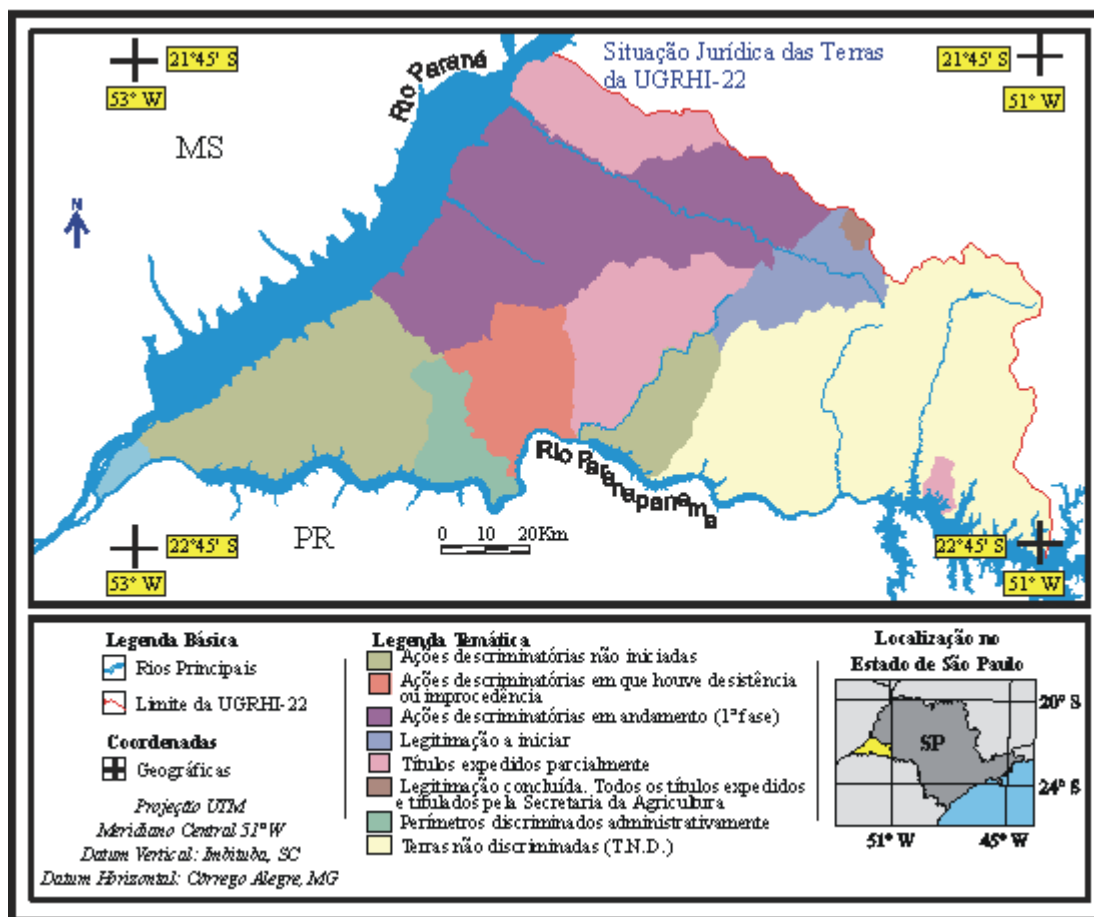 21°45' S
53° W
Rio Paraná
Situação Jurídica das Terras
da UGRHI-22
21°45' S
51° W
MS
N
Rio Paranapanema
PR
0 10 20Km
22°45' S
53° W
22°45' S
51° W
Legenda Básica
Rios Principais
Limite da UGRHI-22
Coordenadas
Geográficas
Projeção UTM
Meridiano Central 51° W
Datum Vertical: Imbituba, SC
Datum Horizontal: Córrego Alegre, MG
Legenda Temática
Ações descriminatórias não iniciadas
Ações descriminatórias em que houve desistência
ou improcedência
Ações descriminatórias em andamento (1ª fase)
Legitimação a iniciar
Títulos expedidos parcialmente
Legitimação concluída. Todos os títulos expedidos
e titulados pela Secretaria da Agricultura
Perímetros discriminados administrativamente
Terras não discriminadas (T.N.D.)
Localização no
Estado de São Paulo
20° S
SP
24° S
51° W
45° W